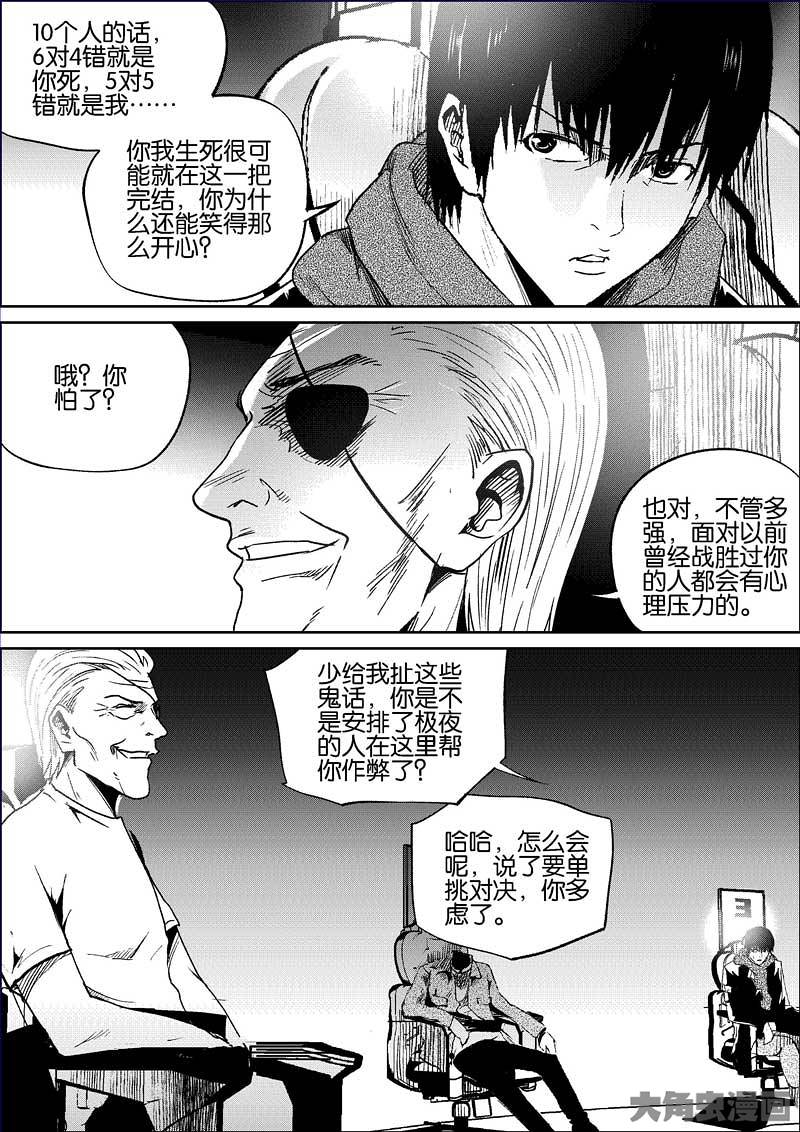 10个人的话，
6对4错就是
你死，5对5
错就是我……
你我生死很可
能就在这一把
完结，你为什
么还能笑得那
么开心？
哦？你
怕了？
也对，不管多
强，面对以前
曾经战胜过你
的人都会有心
理压力的。
少给我扯这些
鬼话，你是不
是安排了极夜
的人在这里帮
你作弊了？
哈哈，怎么会
呢，说了要单
挑对决，你多
虑了。
3
大角虫漫画